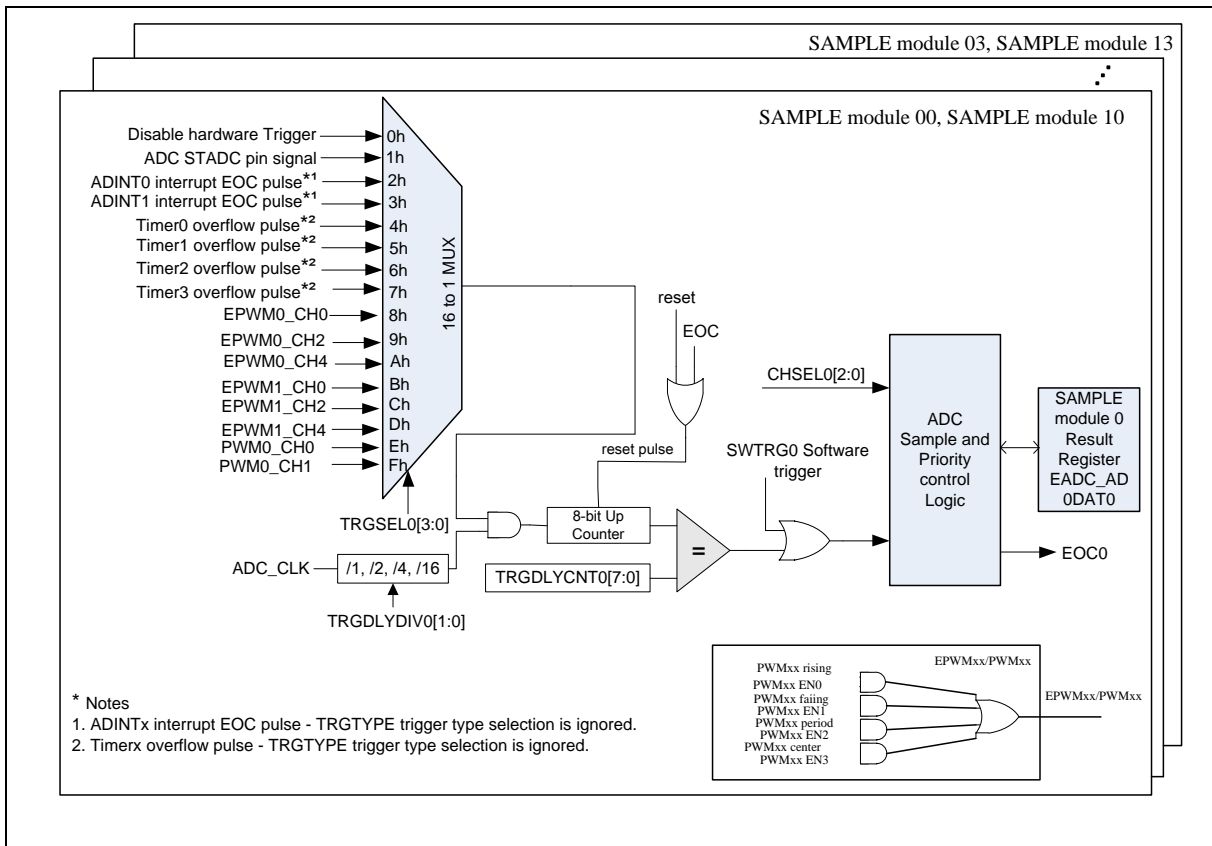 SAMPLE module 03, SAMPLE module 13
SAMPLE module 00, SAMPLE module 10
Disable hardware Trigger
0h
ADC STADC pin signal
1h
ADINT0 interrupt EOC pulse*1
2h
ADINT1 interrupt EOC pulse*1
3h
Timer0 overflow pulse*2
4h
Timer1 overflow pulse*2
5h
Timer2 overflow pulse*2
6h
Timer3 overflow pulse*2
7h
EPWM0_CH0
8h
EPWM0_CH2
9h
EPWM0_CH4
Ah
EPWM1_CH0
Bh
EPWM1_CH2
Ch
EPWM1_CH4
Dh
PWM0_CH0
Eh
PWM0_CH1
Fh
16 to 1 MUX
TRGSEL0[3:0]
reset
EOC
reset pulse
8-bit Up
Counter
ADC_CLK
/1, /2, /4, /16
TRGDLYDIV0[1:0]
TRGDLYCNT0[7:0]
=
SWTRG0 Software
trigger
CHSEL0[2:0]
ADC
Sample and
Priority
control
Logic
SAMPLE
module 0
Result
Register
EADC_AD
0DAT0
EOC0
PWMxx rising
PWMxx EN0
PWMxx faiing
PWMxx EN1
PWMxx period
PWMxx EN2
PWMxx center
PWMxx EN3
EPWMxx/PWMxx
EPWMxx/PWMxx
* Notes
1. ADINTx interrupt EOC pulse - TRGTYPE trigger type selection is ignored.
2. Timerx overflow pulse - TRGTYPE trigger type selection is ignored.